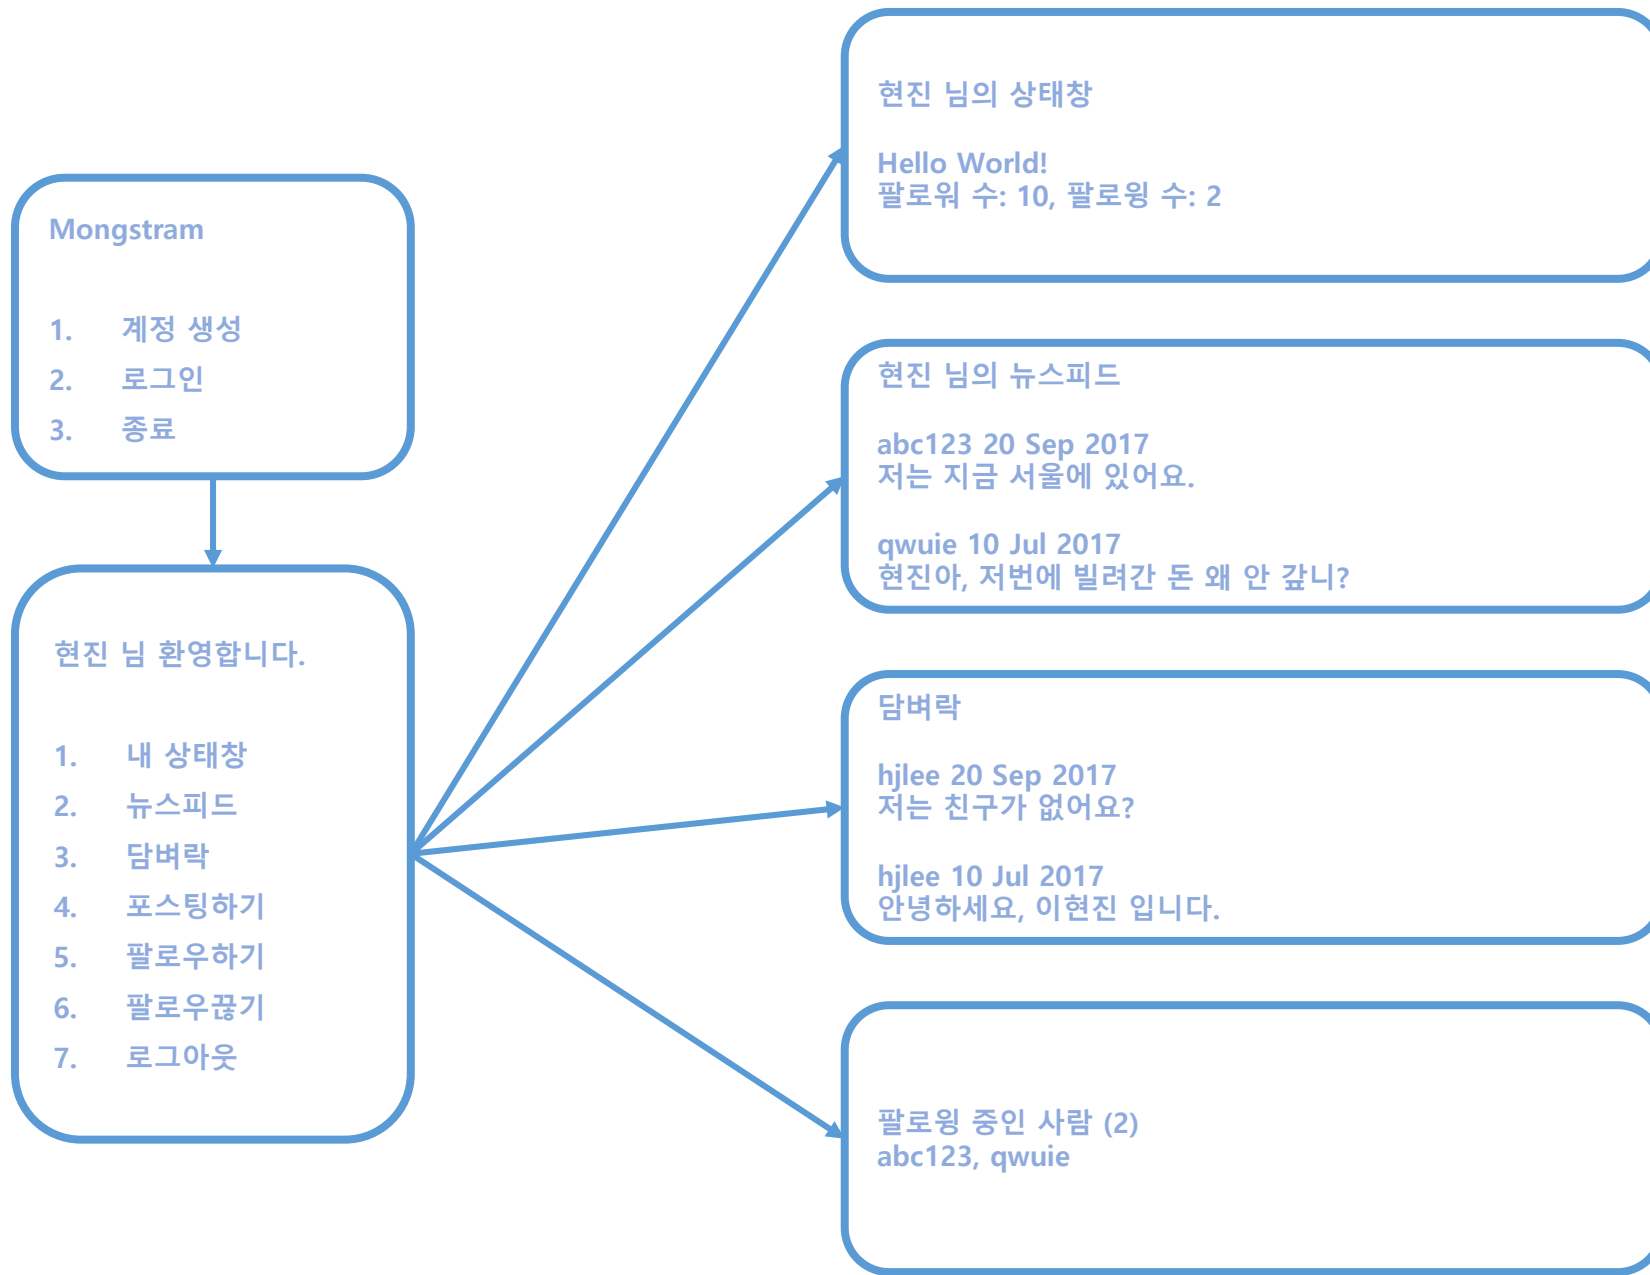 Mongstram
1. 계정 생성
2. 로그인
3. 종료
현진 님 환영합니다.
1. 내 상태창
2. 뉴스피드
3. 담벼락
4. 포스팅하기
5. 팔로우하기
6. 팔로우끊기
7. 로그아웃
현진 님의 상태창
Hello World!
팔로워 수: 10, 팔로윙 수: 2
현진 님의 뉴스피드
abc123 20 Sep 2017
저는 지금 서울에 있어요.
qwuie 10 Jul 2017
현진아, 저번에 빌려간 돈 왜 안 갚니?
담벼락
hjlee 20 Sep 2017
저는 친구가 없어요?
hjlee 10 Jul 2017
안녕하세요, 이현진 입니다.
팔로윙 중인 사람 (2)
abc123, qwuie